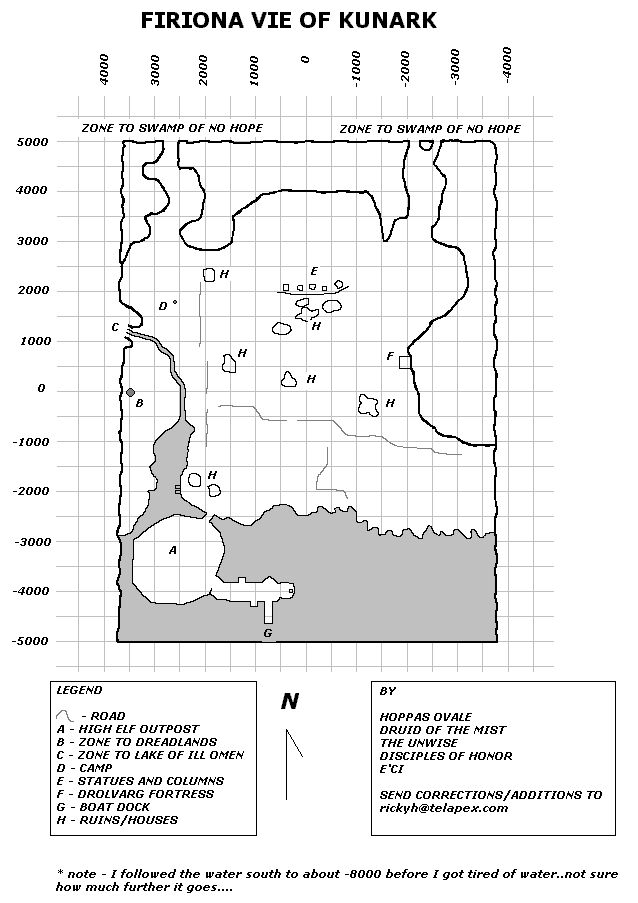 FIRIONA VIE OF KUNARK
4000 3000 2000 1000 0 -1000 -2000 -3000 -4000
ZONE TO SWAMP OF NO HOPE ZONE TO SWAMP OF NO HOPE
5000
4000
3000
H E
2000
D
C H
1000
H F
H
0
B H
-1000
H
-2000
-3000
A
-4000
G
-5000
LEGEND
- ROAD
A - HIGH ELF OUTPOST
B - ZONE TO DREADLANDS
C - ZONE TO LAKE OF ILL OMEN
D - CAMP
E - STATUES AND COLUMNS
F - DROLVARG FORTRESS
G - BOAT DOCK
H - RUINS/HOUSES
N
BY
HOPPAS OVALE
DRUID OF THE MIST
THE UNWISE
DISCIPLES OF HONOR
E'CI
SEND CORRECTIONS/ADDITIONS TO
rickyh@telapex.com
* note - I followed the water south to about -8000 before I got tired of water..not sure
how much further it goes....